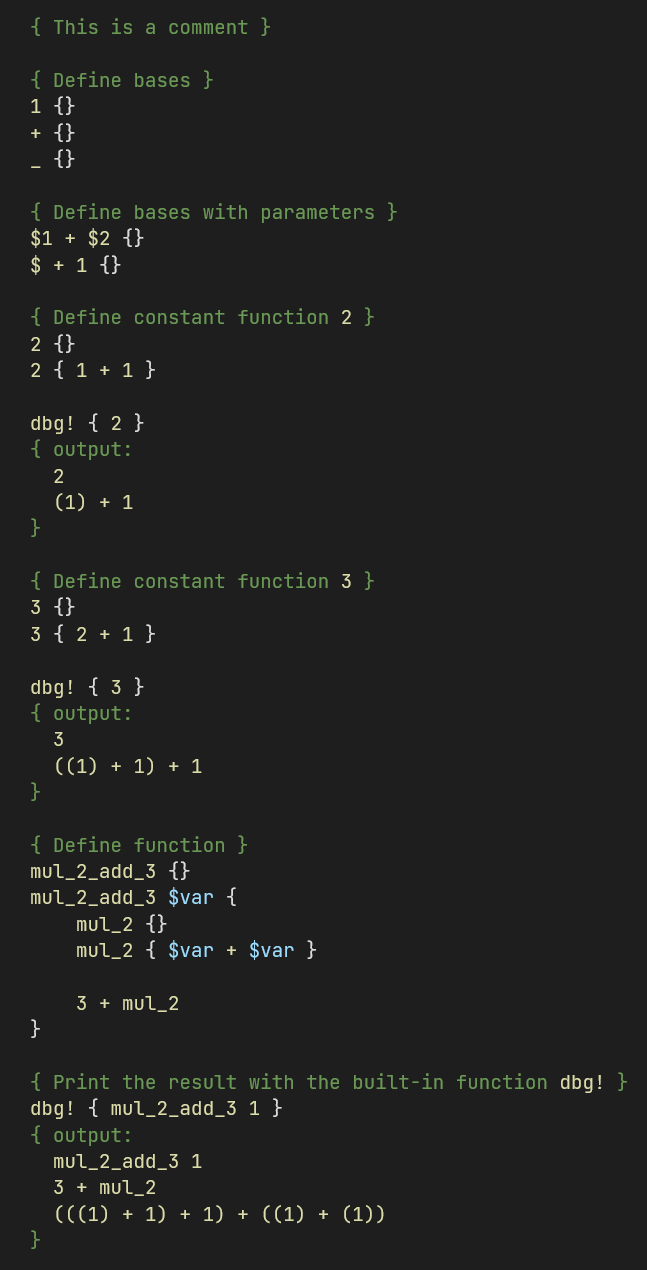 { This is a comment }
{ Define bases }
1 {}
+ {}
_ {}
{ Define bases with parameters }
$1 + $2 {}
$ + 1 {}
{ Define constant function 2 }
2 {}
2 { 1 + 1 }
dbg! { 2 }
{ output:
2
(1) + 1
}
{ Define constant function 3 }
3 {}
3 { 2 + 1 }
dbg! { 3 }
{ output:
3
((1) + 1) + 1
}
{ Define function }
mul_2_add_3 {}
mul_2_add_3 $var {
mul_2 {}
mul_2 { $var + $var }
3 + mul_2
}
{ Print the result with the built-in function dbg! }
dbg! { mul_2_add_3 1 }
{ output:
mul_2_add_3 1
3 + mul_2
(((1) + 1) + 1) + ((1) + (1))
}